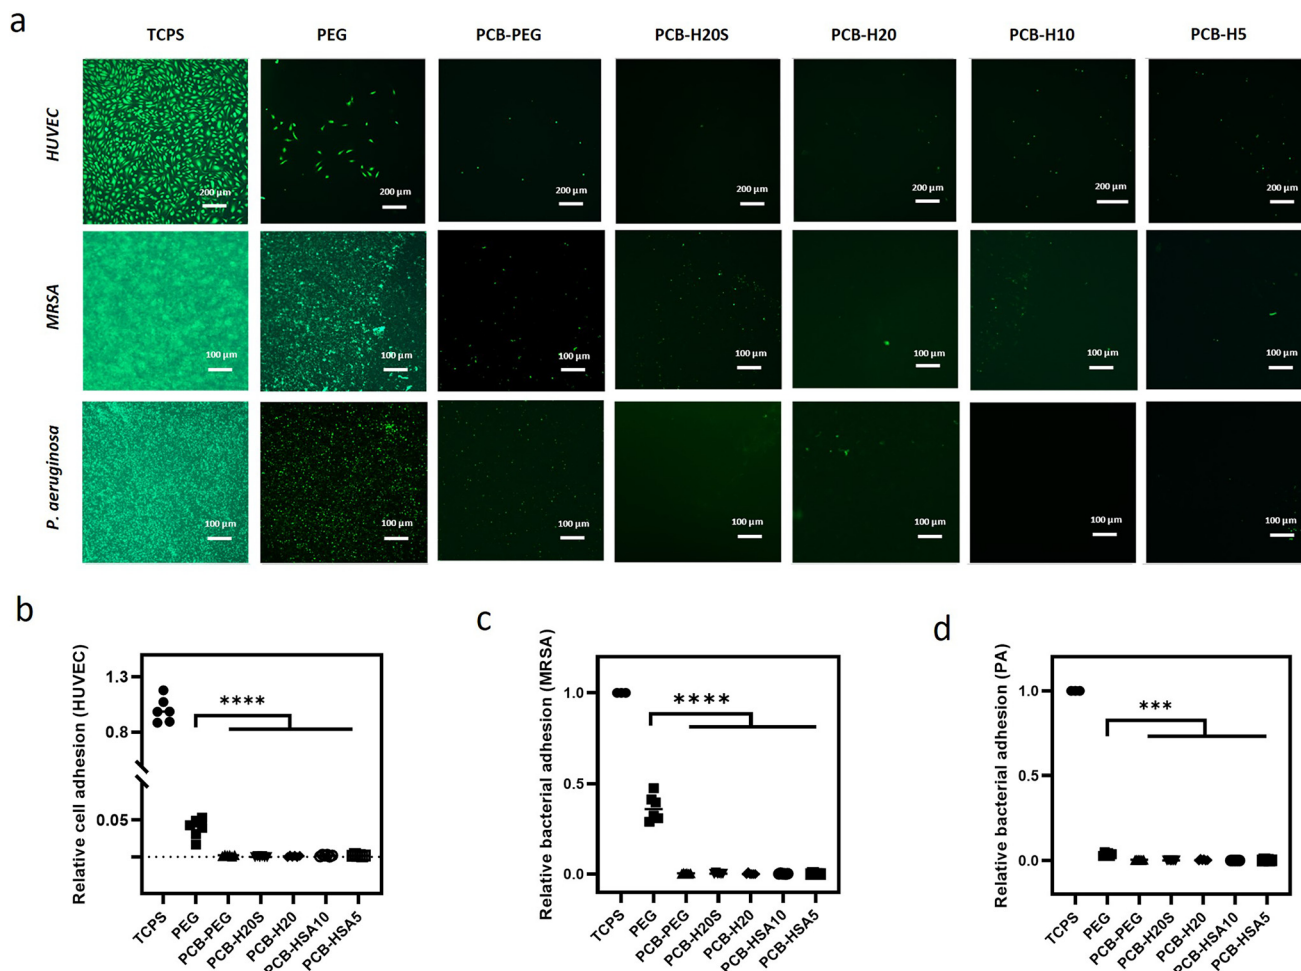 a
TCPS PEG PCB-PEG PCB-H20S PCB-H20 PCB-H10 PCB-H5
HUVEC
200 µm 200 µm 200 µm 200 µm 200 µm 200 µm 200 µm
MRSA
100 µm 100 µm 100 µm 100 µm 100 µm 100 µm 100 µm
P. aeruginosa
100 µm 100 µm 100 µm 100 µm 100 µm 100 µm 100 µm
b
Relative cell adhesion (HUVEC)
1.3
0.8
0.05
****
TCPS PEG PCB-PEG PCB-H20S PCB-H20 PCB-HSA10 PCB-HSA5
c
Relative bacterial adhesion (MRSA)
1.0
0.5
0.0
****
TCPS PEG PCB-PEG PCB-H20S PCB-H20 PCB-HSA10 PCB-HSA5
d
Relative bacterial adhesion (PA)
1.0
0.5
0.0
***
TCPS PEG PCB-PEG PCB-H20S PCB-H20 PCB-HSA10 PCB-HSA5